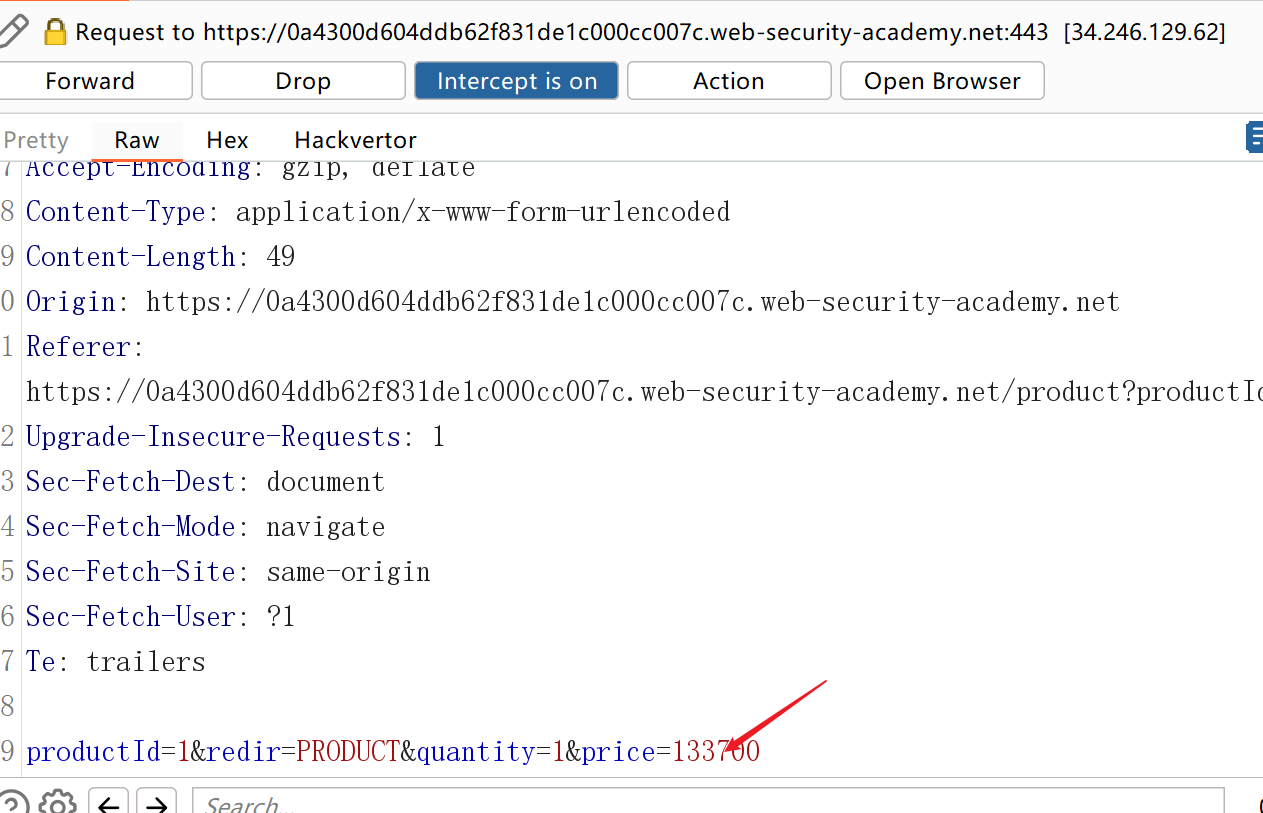 Request to https://0a4300d604ddb62f831de1c000cc007c.web-security-academy.net:443 [34.246.129.62]
Forward Drop Intercept is on Action Open Browser
Pretty Raw Hex Hackvertor
7 Accept-Encoding: gzip, deflate
8 Content-Type: application/x-www-form-urlencoded
9 Content-Length: 49
0 Origin: https://0a4300d604ddb62f831de1c000cc007c.web-security-academy.net
1 Referer:
https://0a4300d604ddb62f831de1c000cc007c.web-security-academy.net/product?productId
2 Upgrade-Insecure-Requests: 1
3 Sec-Fetch-Dest: document
4 Sec-Fetch-Mode: navigate
5 Sec-Fetch-Site: same-origin
6 Sec-Fetch-User: ?1
7 Te: trailers
8
9 productId=1&redir=PRODUCT&quantity=1&price=133700
Search...